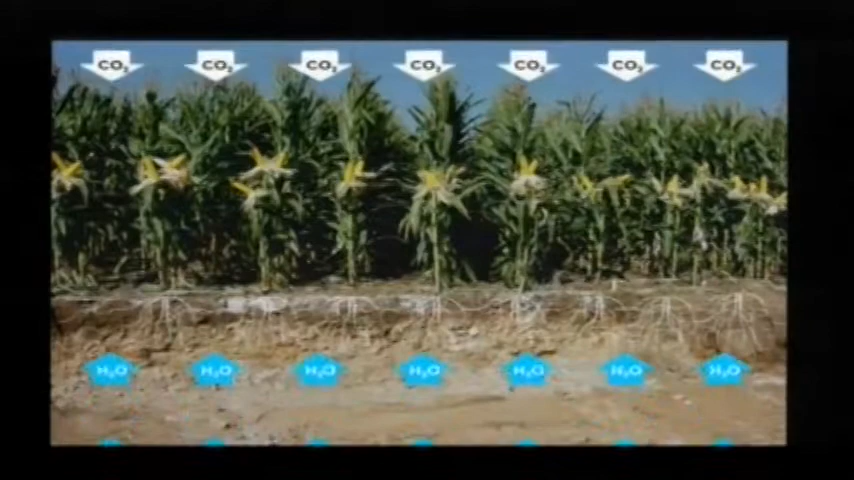 CO₂ CO₂ CO₂ CO₂ CO₂ CO₂ CO₂
H₂O H₂O H₂O H₂O H₂O H₂O H₂O